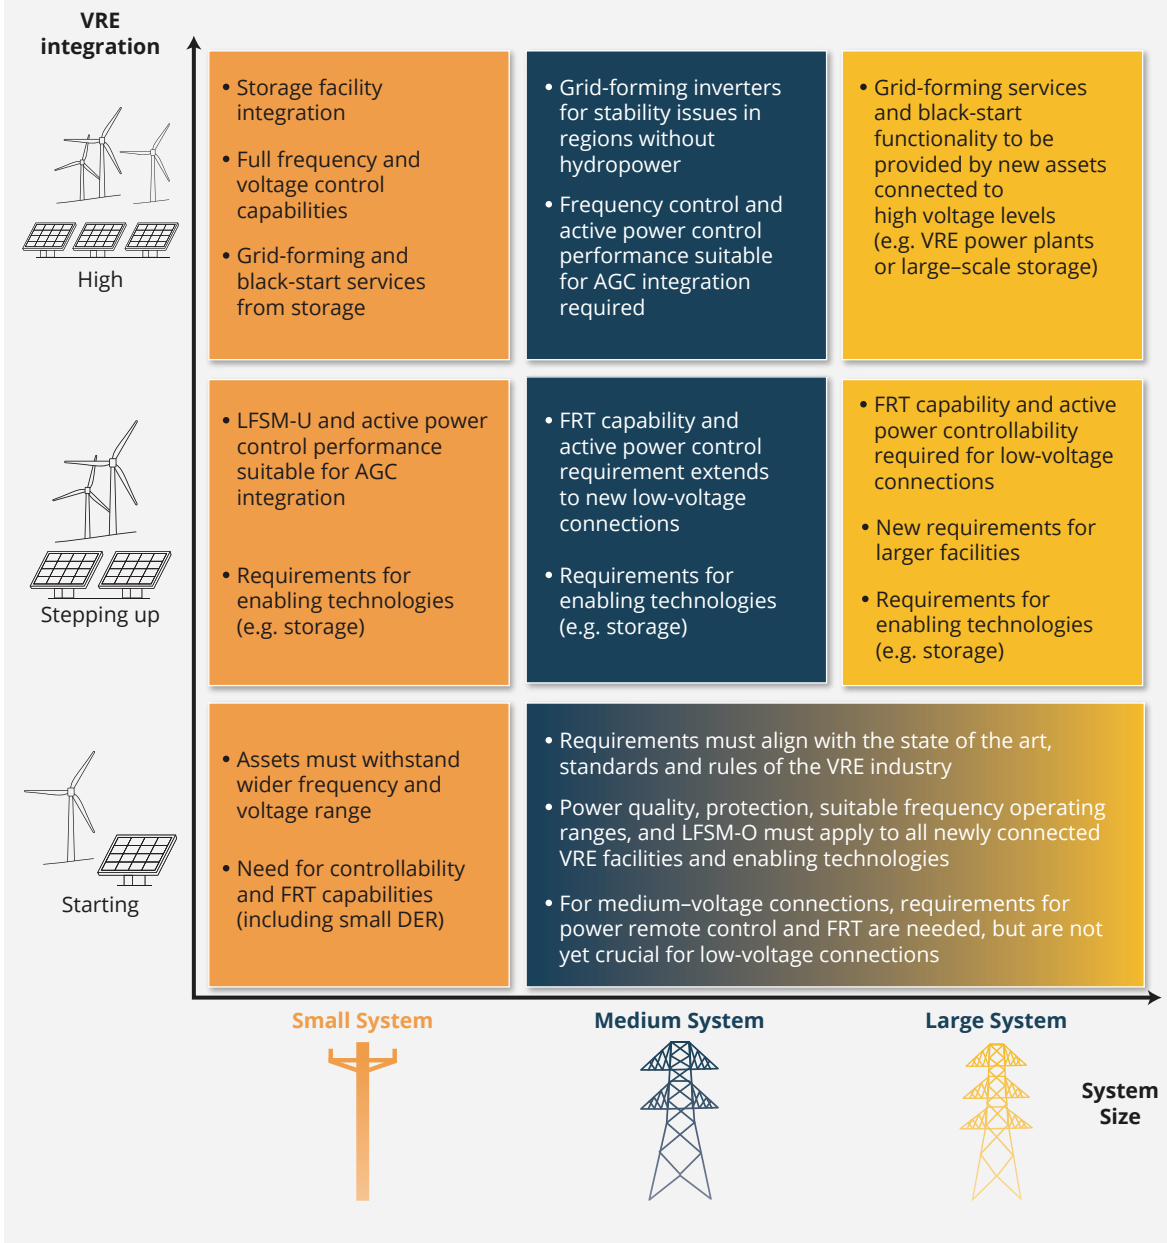 VRE
integration
• Storage facility
integration
• Full frequency and
voltage control
capabilities
• Grid-forming and
black-start services
from storage
• Grid-forming inverters
for stability issues in
regions without
hydropower
• Frequency control and
active power control
performance suitable
for AGC integration
required
• Grid-forming services
and black-start
functionality to be
provided by new assets
connected to
high voltage levels
(e.g. VRE power plants
or large–scale storage)
High
• LFSM-U and active power
control performance
suitable for AGC
integration
• Requirements for
enabling technologies
(e.g. storage)
• FRT capability and
active power control
requirement extends
to new low-voltage
connections
• Requirements for
enabling technologies
(e.g. storage)
• FRT capability and active
power controllability
required for low-voltage
connections
• New requirements for
larger facilities
• Requirements for
enabling technologies
(e.g. storage)
Stepping up
• Assets must withstand
wider frequency and
voltage range
• Need for controllability
and FRT capabilities
(including small DER)
• Requirements must align with the state of the art,
standards and rules of the VRE industry
• Power quality, protection, suitable frequency operating
ranges, and LFSM-O must apply to all newly connected
VRE facilities and enabling technologies
• For medium–voltage connections, requirements for
power remote control and FRT are needed, but are not
yet crucial for low-voltage connections
Starting
Small System
Medium System
Large System
System
Size